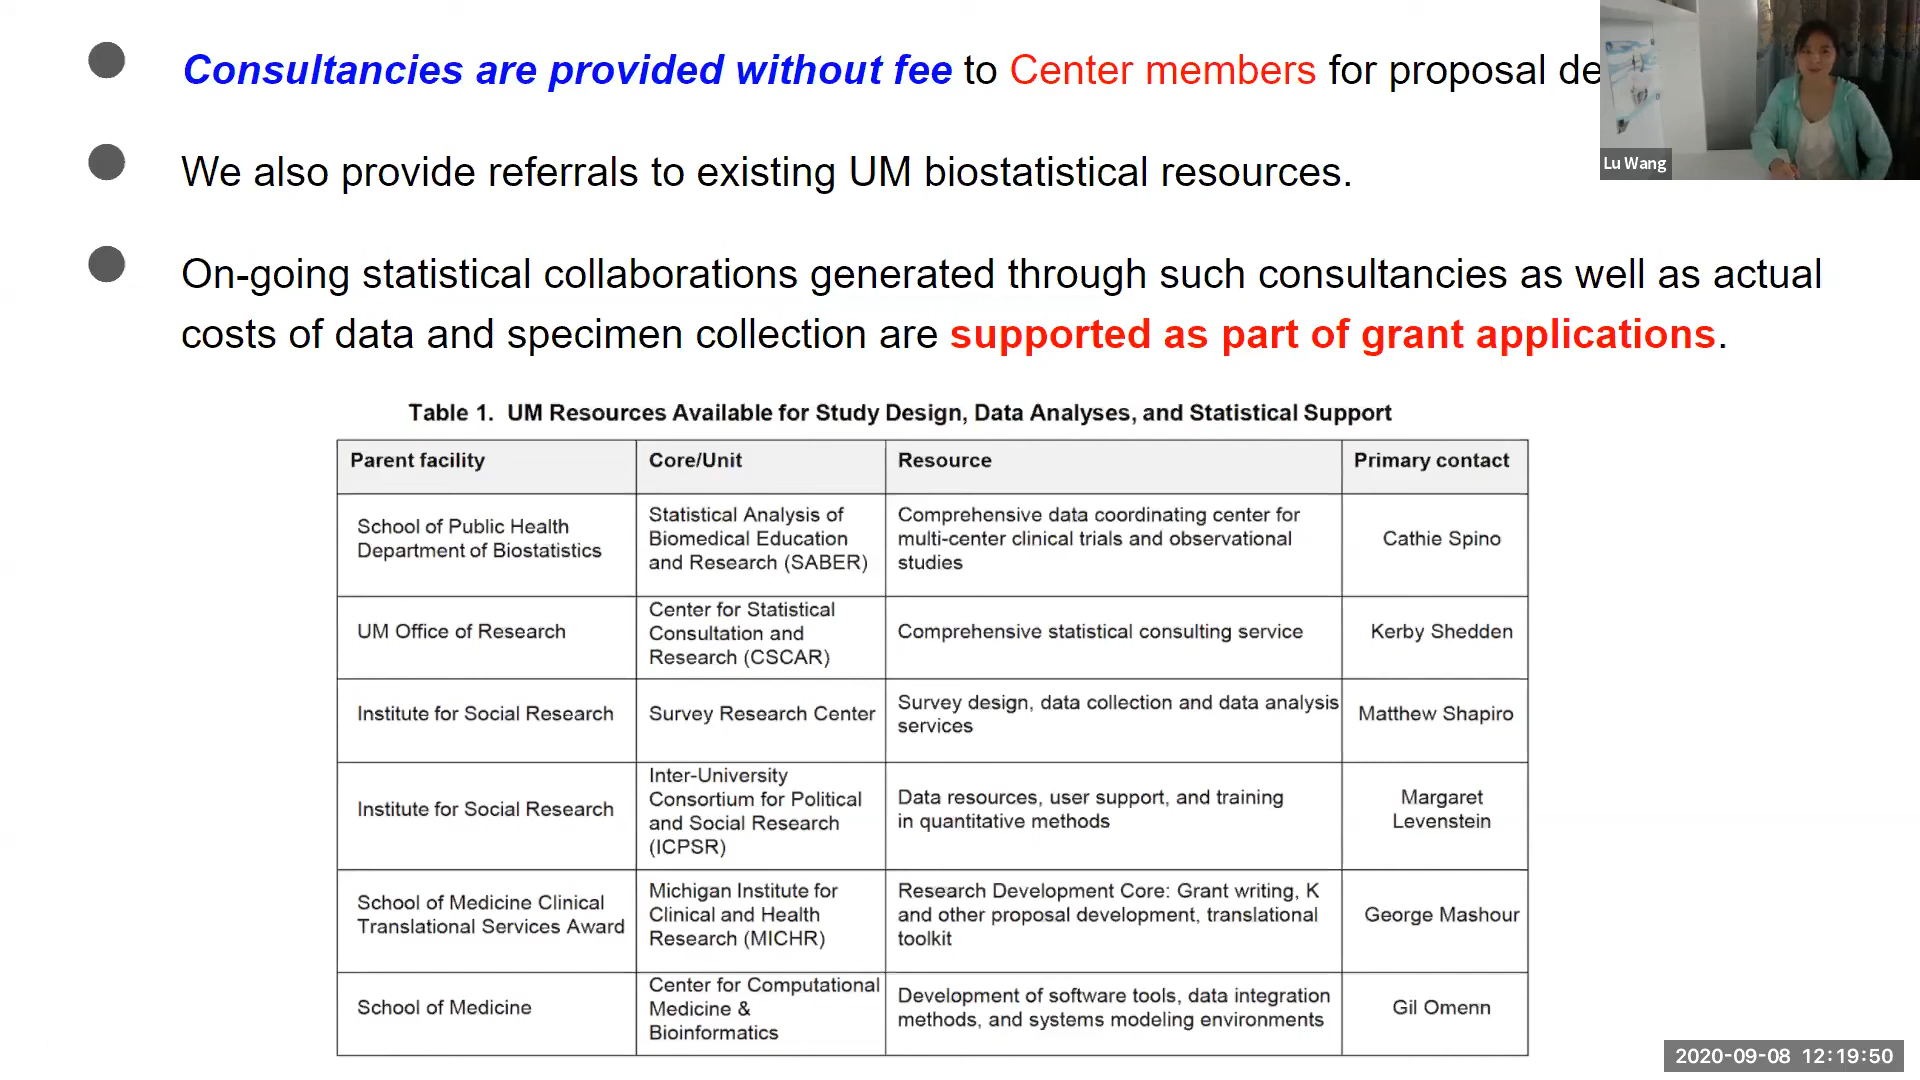 Consultancies are provided without fee to Center members for proposal de
Lu Wang
We also provide referrals to existing UM biostatistical resources.
On-going statistical collaborations generated through such consultancies as well as actual
costs of data and specimen collection are supported as part of grant applications.
Table 1. UM Resources Available for Study Design, Data Analyses, and Statistical Support
Parent facility
Core/Unit
Resource
Primary contact
School of Public Health
Department of Biostatistics
Statistical Analysis of
Biomedical Education
and Research (SABER)
Comprehensive data coordinating center for
multi-center clinical trials and observational
studies
Cathie Spino
UM Office of Research
Center for Statistical
Consultation and
Research (CSCAR)
Comprehensive statistical consulting service
Kerby Shedden
Institute for Social Research
Survey Research Center
Survey design, data collection and data analysis
services
Matthew Shapiro
Institute for Social Research
Inter-University
Consortium for Political
and Social Research
(ICPSR)
Data resources, user support, and training
in quantitative methods
Margaret
Levenstein
School of Medicine Clinical
Translational Services Award
Michigan Institute for
Clinical and Health
Research (MICHR)
Research Development Core: Grant writing, K
and other proposal development, translational
toolkit
George Mashour
School of Medicine
Center for Computational
Medicine &
Bioinformatics
Development of software tools, data integration
methods, and systems modeling environments
Gil Omenn
2020-09-08 12:19:50